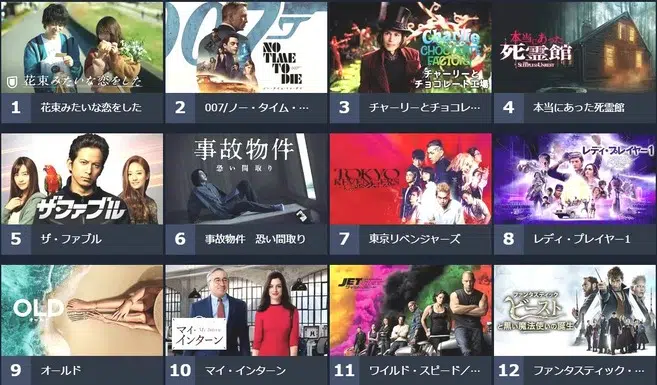 花束みたいな恋をした
007
NO
TIME
TO DIE
Charlie
CHOCOLATE
FACTORY
チャーリーと
チョコレート工場
本当にあった
死霊館
1 花束みたいな恋をした
2 007/ノー・タイム・…
3 チャーリーとチョコレ…
4 本当にあった死霊館
ザ・ファブル
事故物件
恐い間取り
TOKYO
REVENGERS
レディ・プレイヤー1
5 ザ・ファブル
6 事故物件 恐い間取り
7 東京リベンジャーズ
8 レディ・プレイヤー1
OLD
マイ・
インターン
JET
ファンタスティック
ビースト
と黒い魔法使いの誕生
9 オールド
10 マイ・インターン
11 ワイルド・スピード/…
12 ファンタスティック・…